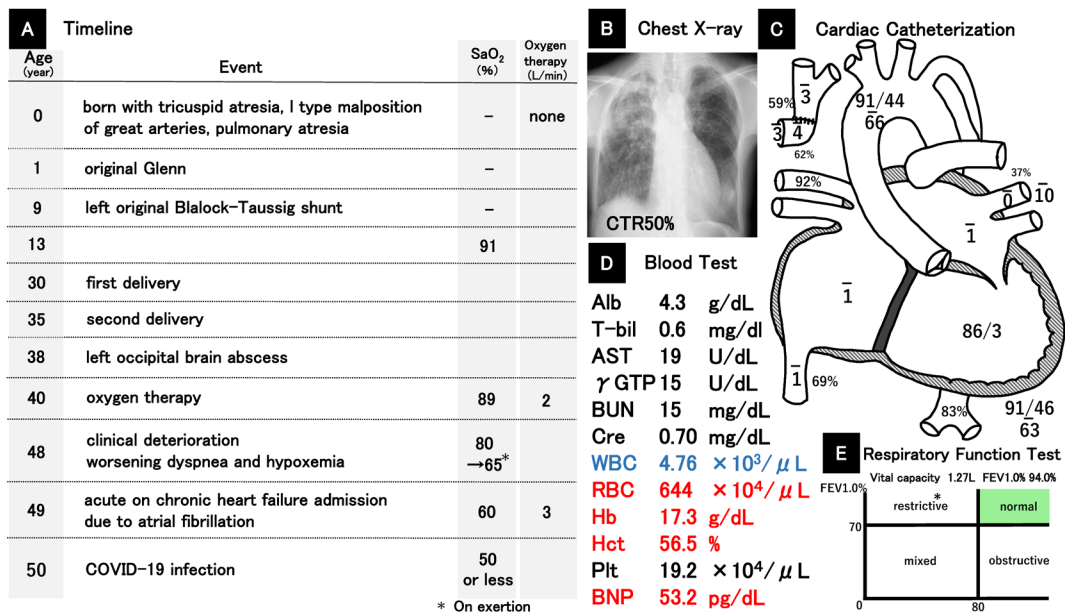 A Timeline
Age (year) Event SaO2 (%) Oxygen therapy (L/min)
0 born with tricuspid atresia, I type malposition of great arteries, pulmonary atresia – none
1 original Glenn –
9 left original Blalock-Taussig shunt –
13 91
30 first delivery
35 second delivery
38 left occipital brain abscess
40 oxygen therapy 89 2
48 clinical deterioration worsening dyspnea and hypoxemia 80 →65*
49 acute on chronic heart failure admission due to atrial fibrillation 60 3
50 COVID-19 infection 50 or less
* On exertion
B Chest X-ray
CTR50%
C Cardiac Catheterization
3̅
59%
3̅ 4̅
62%
91/44
6̅6
92%
37%
0̅
1̅0
1̅
1̅
86/3
1̅
69%
83%
91/46
6̅3
D Blood Test
Alb 4.3 g/dL
T-bil 0.6 mg/dl
AST 19 U/dL
γGTP 15 U/dL
BUN 15 mg/dL
Cre 0.70 mg/dL
WBC 4.76 ×10³/μL
RBC 644 ×10⁴/μL
Hb 17.3 g/dL
Hct 56.5 %
Plt 19.2 ×10⁴/μL
BNP 53.2 pg/dL
E Respiratory Function Test
Vital capacity 1.27L FEV1.0% 94.0%
FEV1.0%
restrictive * normal
70
mixed obstructive
0 80